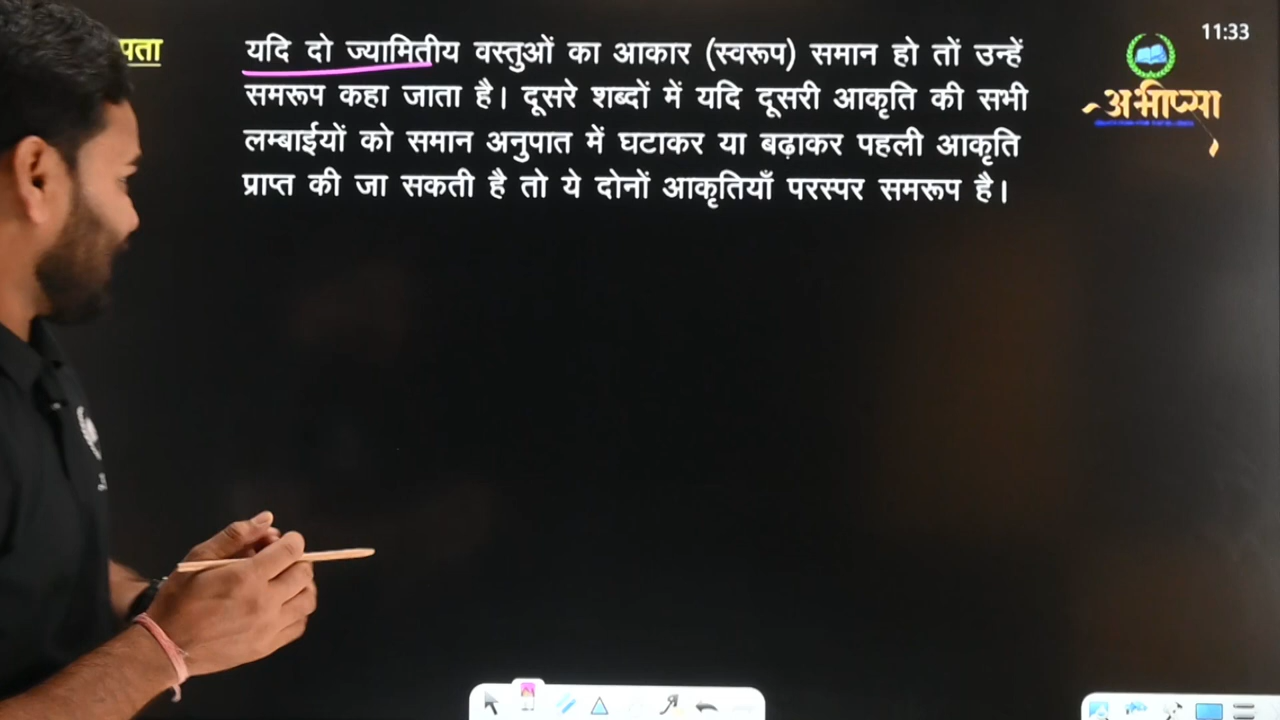 पता
यदि दो ज्यामितीय वस्तुओं का आकार (स्वरूप) समान हो तों उन्हें
समरूप कहा जाता है। दूसरे शब्दों में यदि दूसरी आकृति की सभी
लम्बाईयों को समान अनुपात में घटाकर या बढ़ाकर पहली आकृति
प्राप्त की जा सकती है तो ये दोनों आकृतियाँ परस्पर समरूप है।
11:33
अभीप्सा